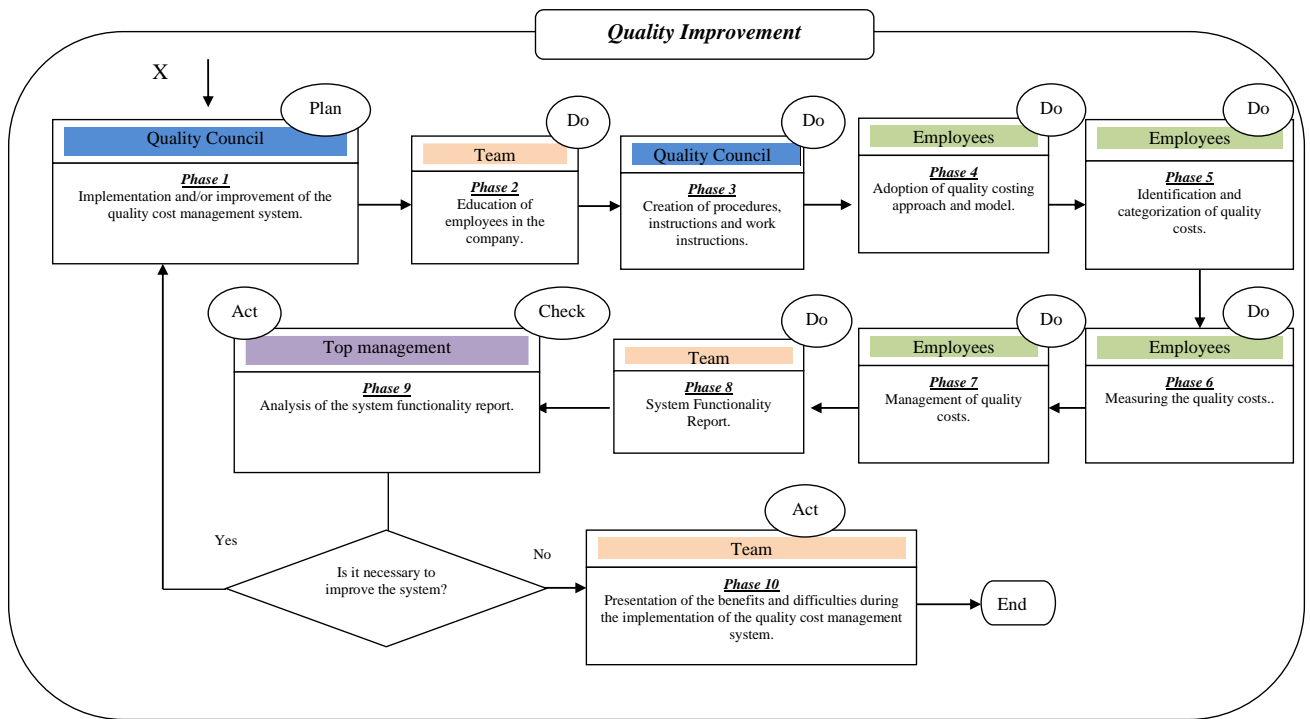 Quality Improvement
X
Plan
Quality Council
Phase 1
Implementation and/or improvement of the
quality cost management system.
Do
Team
Phase 2
Education of
employees in the
company.
Do
Quality Council
Phase 3
Creation of procedures,
instructions and work
instructions.
Do
Employees
Phase 4
Adoption of quality costing
approach and model.
Do
Employees
Phase 5
Identification and
categorization of quality
costs.
Do
Employees
Phase 6
Measuring the quality costs..
Do
Employees
Phase 7
Management of quality
costs.
Do
Team
Phase 8
System Functionality
Report.
Act
Check
Top management
Phase 9
Analysis of the system functionality report.
Is it necessary to
improve the system?
Yes
No
Act
Team
Phase 10
Presentation of the benefits and difficulties during
the implementation of the quality cost management
system.
End